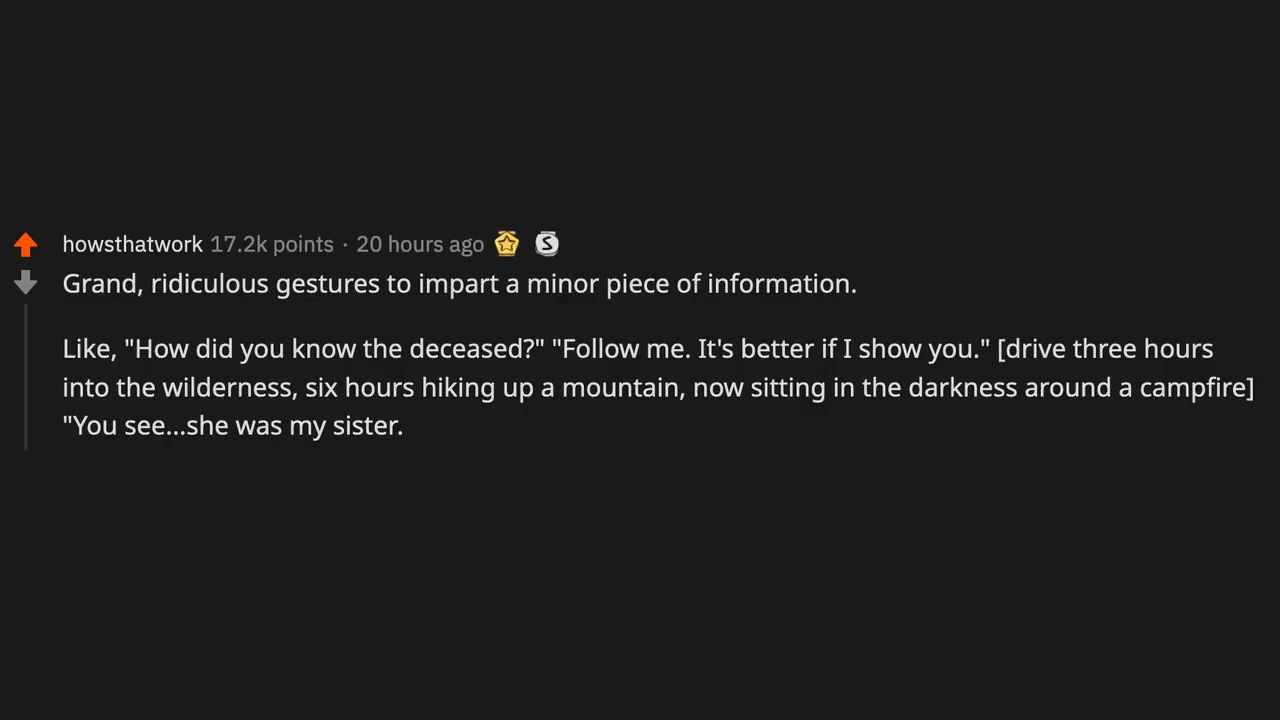 howsthatwork 17.2k points · 20 hours ago
Grand, ridiculous gestures to impart a minor piece of information.
Like, "How did you know the deceased?" "Follow me. It's better if I show you." [drive three hours
into the wilderness, six hours hiking up a mountain, now sitting in the darkness around a campfire]
"You see...she was my sister.